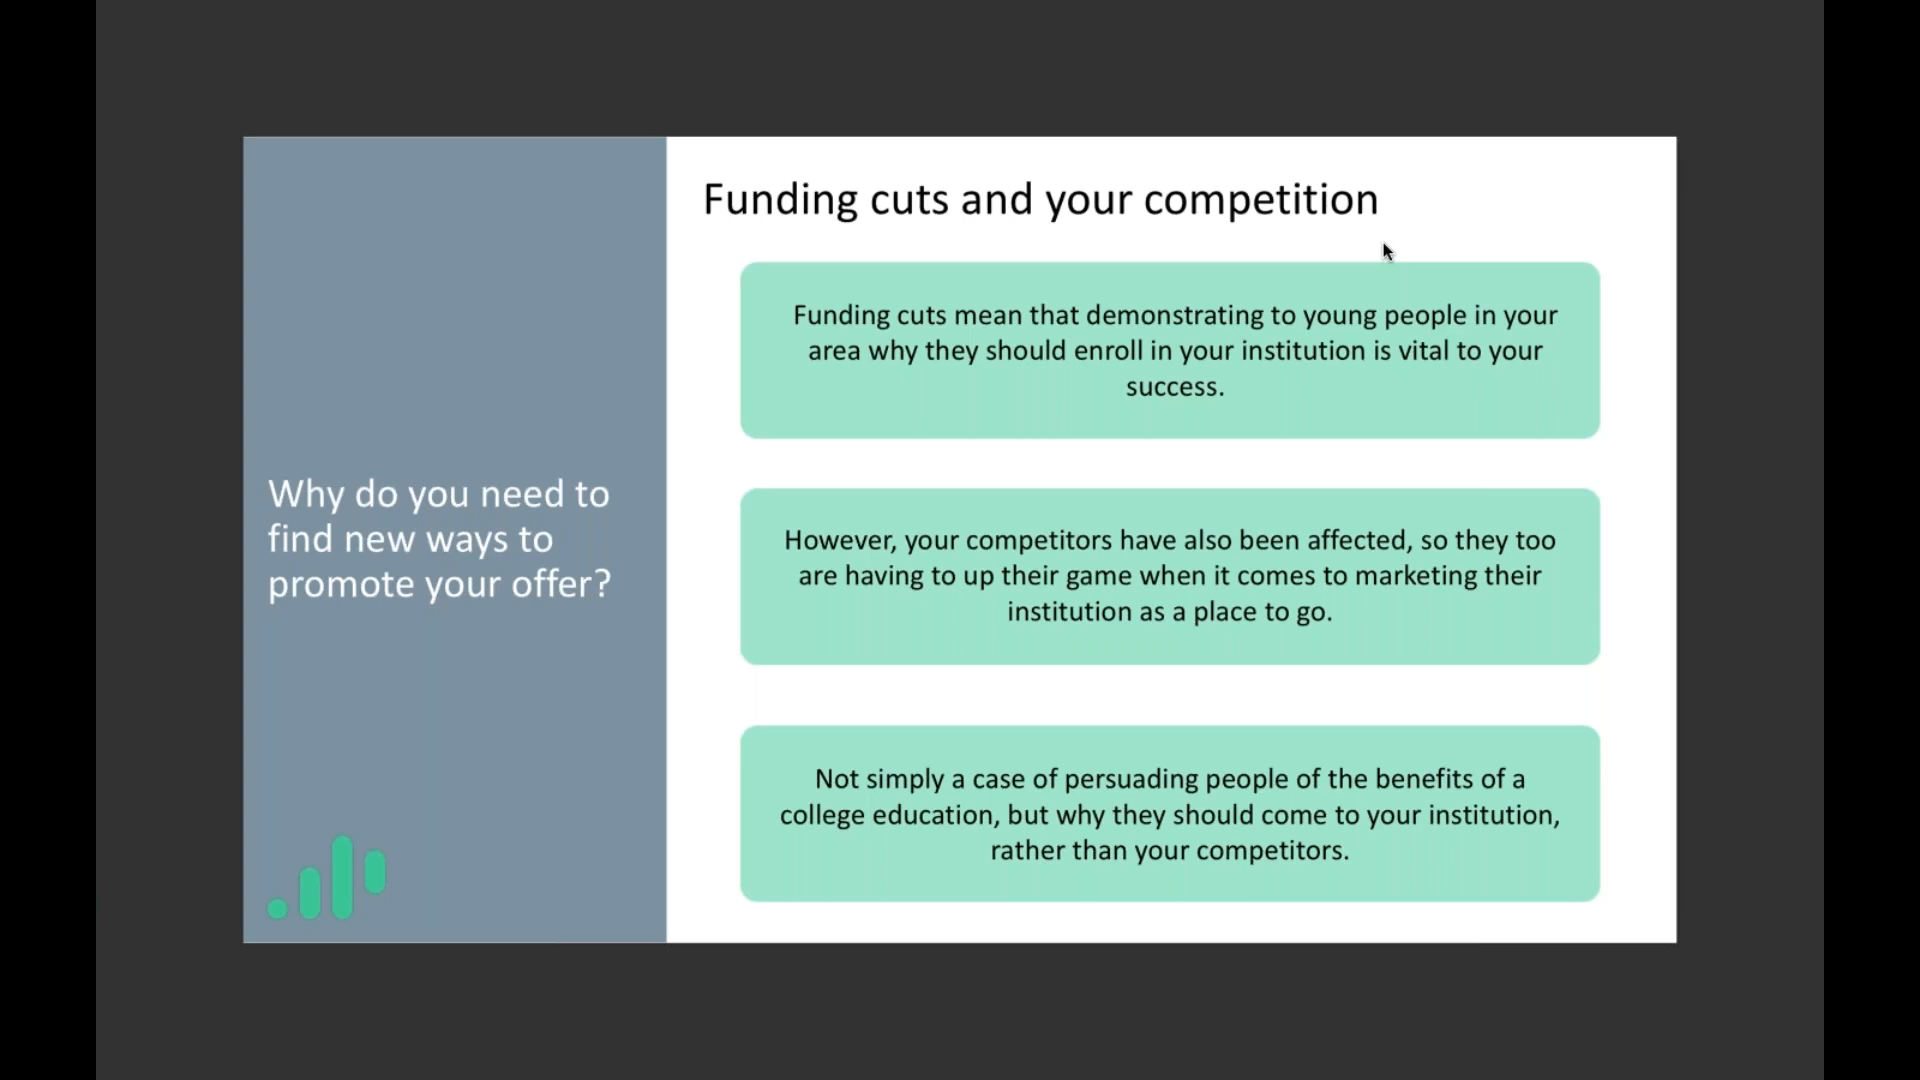 Why do you need to
find new ways to
promote your offer?
Funding cuts and your competition
Funding cuts mean that demonstrating to young people in your
area why they should enroll in your institution is vital to your
success.
However, your competitors have also been affected, so they too
are having to up their game when it comes to marketing their
institution as a place to go.
Not simply a case of persuading people of the benefits of a
college education, but why they should come to your institution,
rather than your competitors.